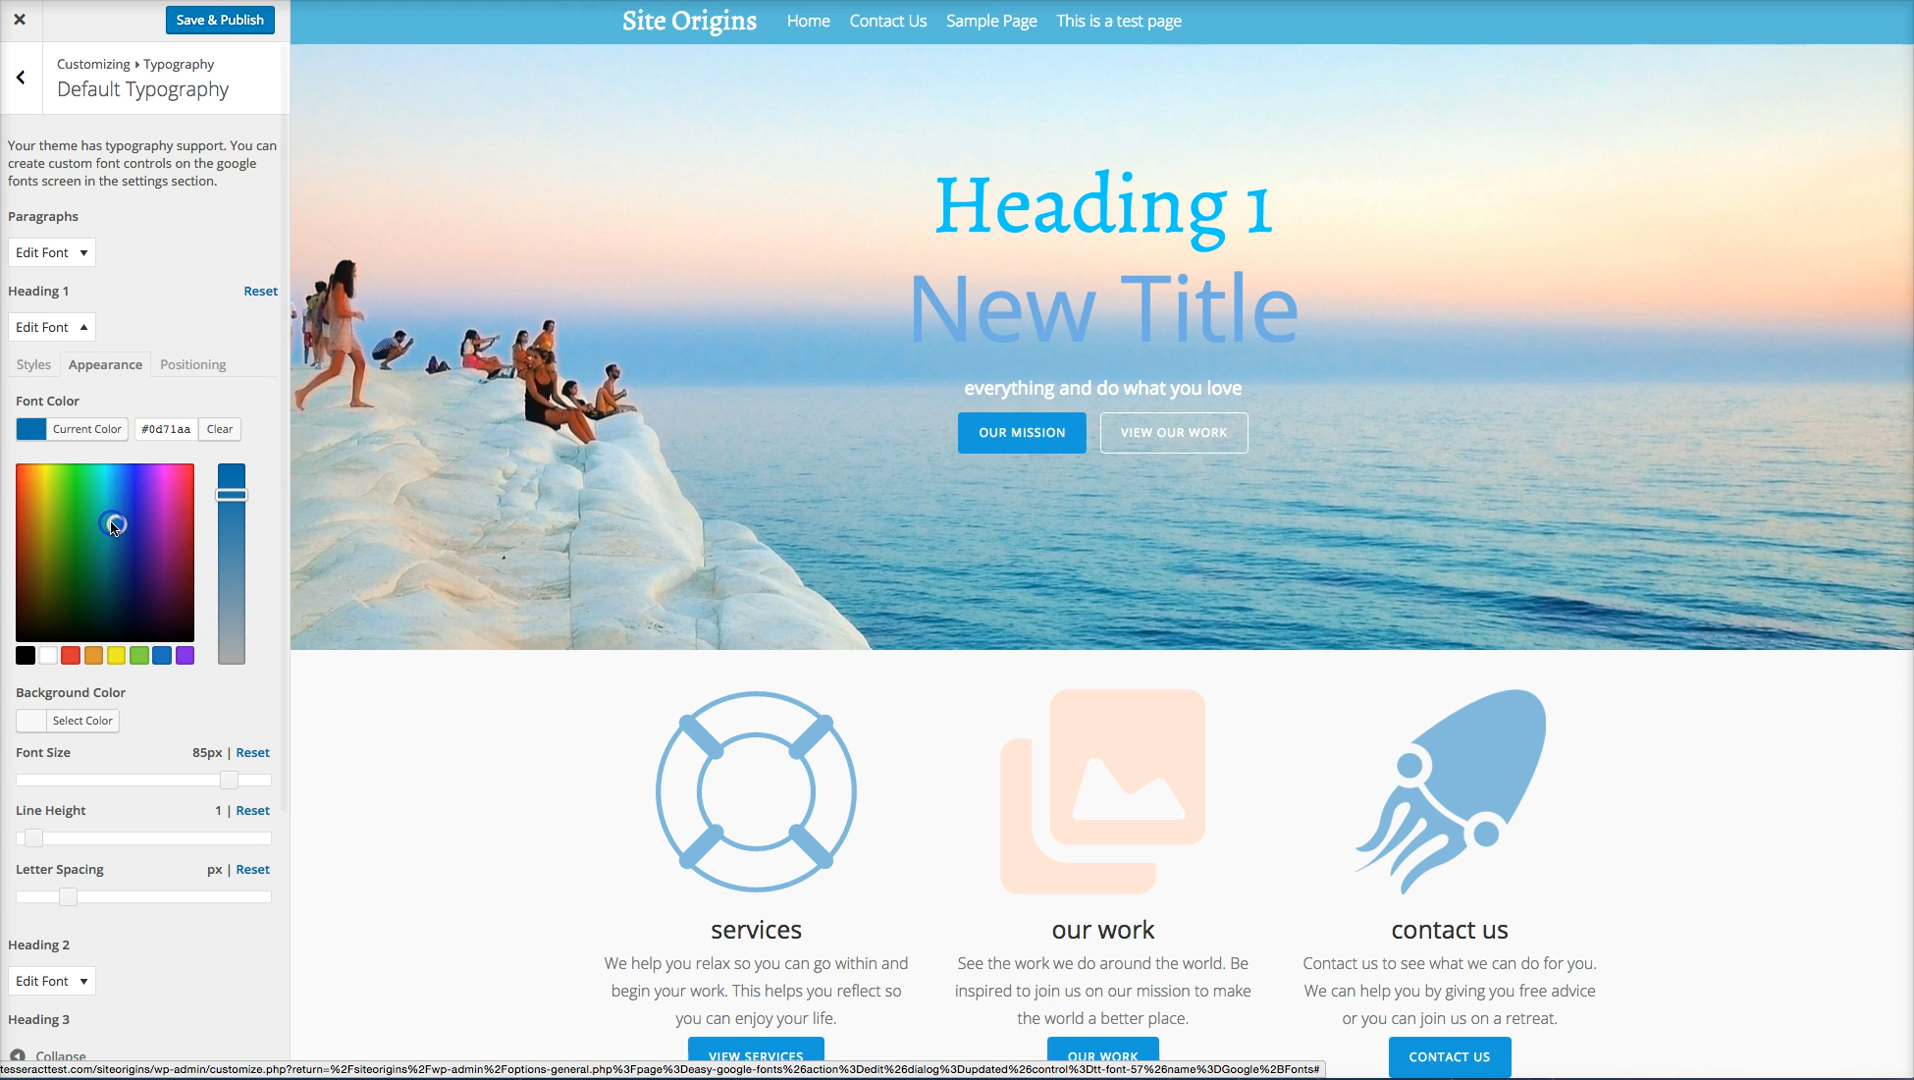 Save & Publish
Customizing ▸ Typography
Default Typography
Your theme has typography support. You can
create custom font controls on the google
fonts screen in the settings section.
Paragraphs
Edit Font
Heading 1 Reset
Edit Font
Styles Appearance Positioning
Font Color
Current Color #0d71aa Clear
Background Color
Select Color
Font Size 85px | Reset
Line Height 1 | Reset
Letter Spacing px | Reset
Heading 2
Edit Font
Heading 3
Collapse
Site Origins Home Contact Us Sample Page This is a test page
Heading 1
New Title
everything and do what you love
OUR MISSION VIEW OUR WORK
services
We help you relax so you can go within and
begin your work. This helps you reflect so
you can enjoy your life.
VIEW SERVICES
our work
See the work we do around the world. Be
inspired to join us on our mission to make
the world a better place.
OUR WORK
contact us
Contact us to see what we can do for you.
We can help you by giving you free advice
or you can join us on a retreat.
CONTACT US
tesseracttest.com/siteorigins/wp-admin/customize.php?return=%2Fsiteorigins%2Fwp-admin%2Foptions-general.php%3Fpage%3Deasy-google-fonts%26action%3Dedit%26dialog%3Dupdated%26control%3Dtt-font-57%26name%3DGoogle%2BFonts#